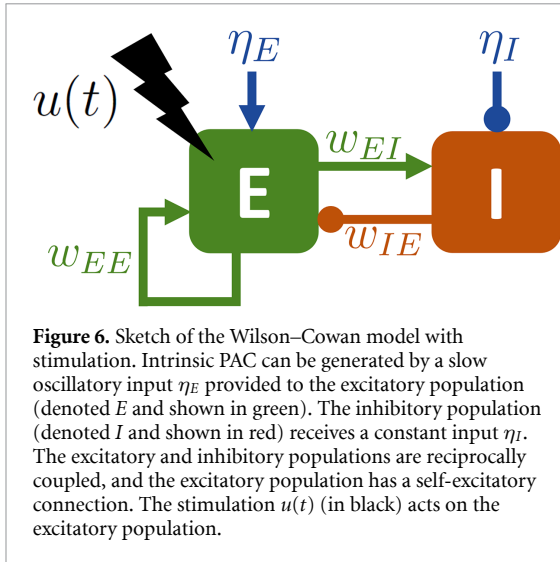 η_E
η_I
u(t)
w_EI
E
I
w_IE
w_EE
Figure 6. Sketch of the Wilson–Cowan model with
stimulation. Intrinsic PAC can be generated by a slow
oscillatory input η_E provided to the excitatory population
(denoted E and shown in green). The inhibitory population
(denoted I and shown in red) receives a constant input η_I.
The excitatory and inhibitory populations are reciprocally
coupled, and the excitatory population has a self-excitatory
connection. The stimulation u(t) (in black) acts on the
excitatory population.